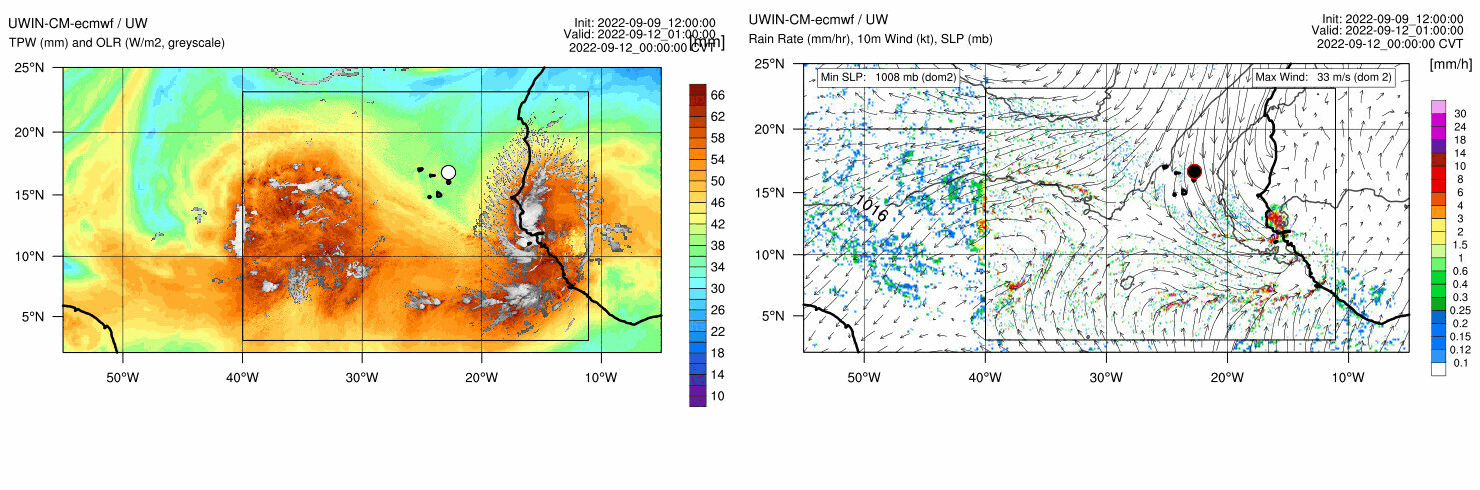 UWIN-CM-ecmwf / UW
TPW (mm) and OLR (W/m2, greyscale)
Init: 2022-09-09_12:00:00
Valid: 2022-09-12_01:00:00
2022-09-12_00:00:00 CVT
[mm]
25°N
20°N
15°N
10°N
5°N
50°W
40°W
30°W
20°W
10°W
66
62
58
54
50
46
42
38
34
30
26
22
18
14
10
UWIN-CM-ecmwf / UW
Rain Rate (mm/hr), 10m Wind (kt), SLP (mb)
Init: 2022-09-09_12:00:00
Valid: 2022-09-12_01:00:00
2022-09-12_00:00:00 CVT
[mm/h]
Min SLP: 1008 mb (dom2)
Max Wind: 33 m/s (dom 2)
1016
25°N
20°N
15°N
10°N
5°N
50°W
40°W
30°W
20°W
10°W
30
24
18
14
10
8
6
4
3
2
1.5
1
0.6
0.4
0.3
0.25
0.2
0.15
0.12
0.1